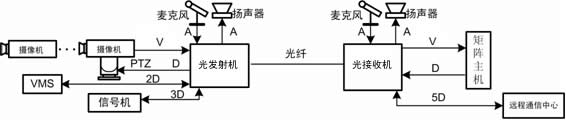 麦克风
扬声器
A
A
摄像机
摄像机
V
PTZ
D
VMS
2D
信号机
3D
光发射机
光纤
麦克风
扬声器
A
A
光接收机
V
D
矩阵主机
5D
远程通信中心